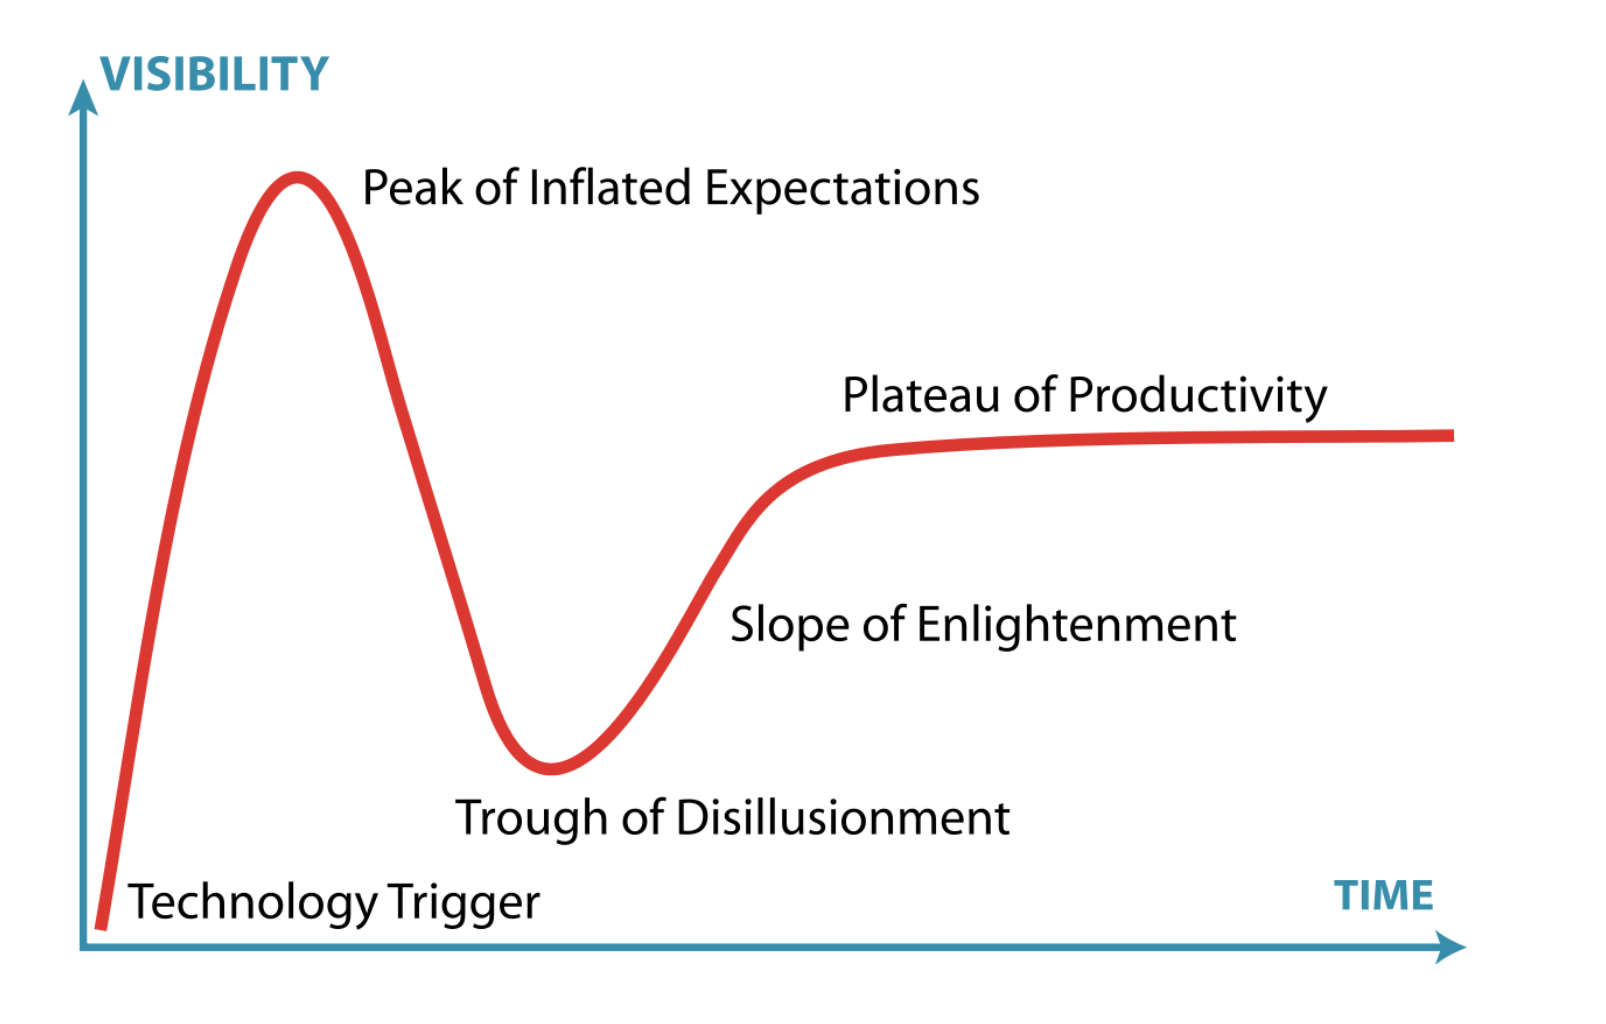 VISIBILITY
Peak of Inflated Expectations
Plateau of Productivity
Slope of Enlightenment
Trough of Disillusionment
Technology Trigger
TIME